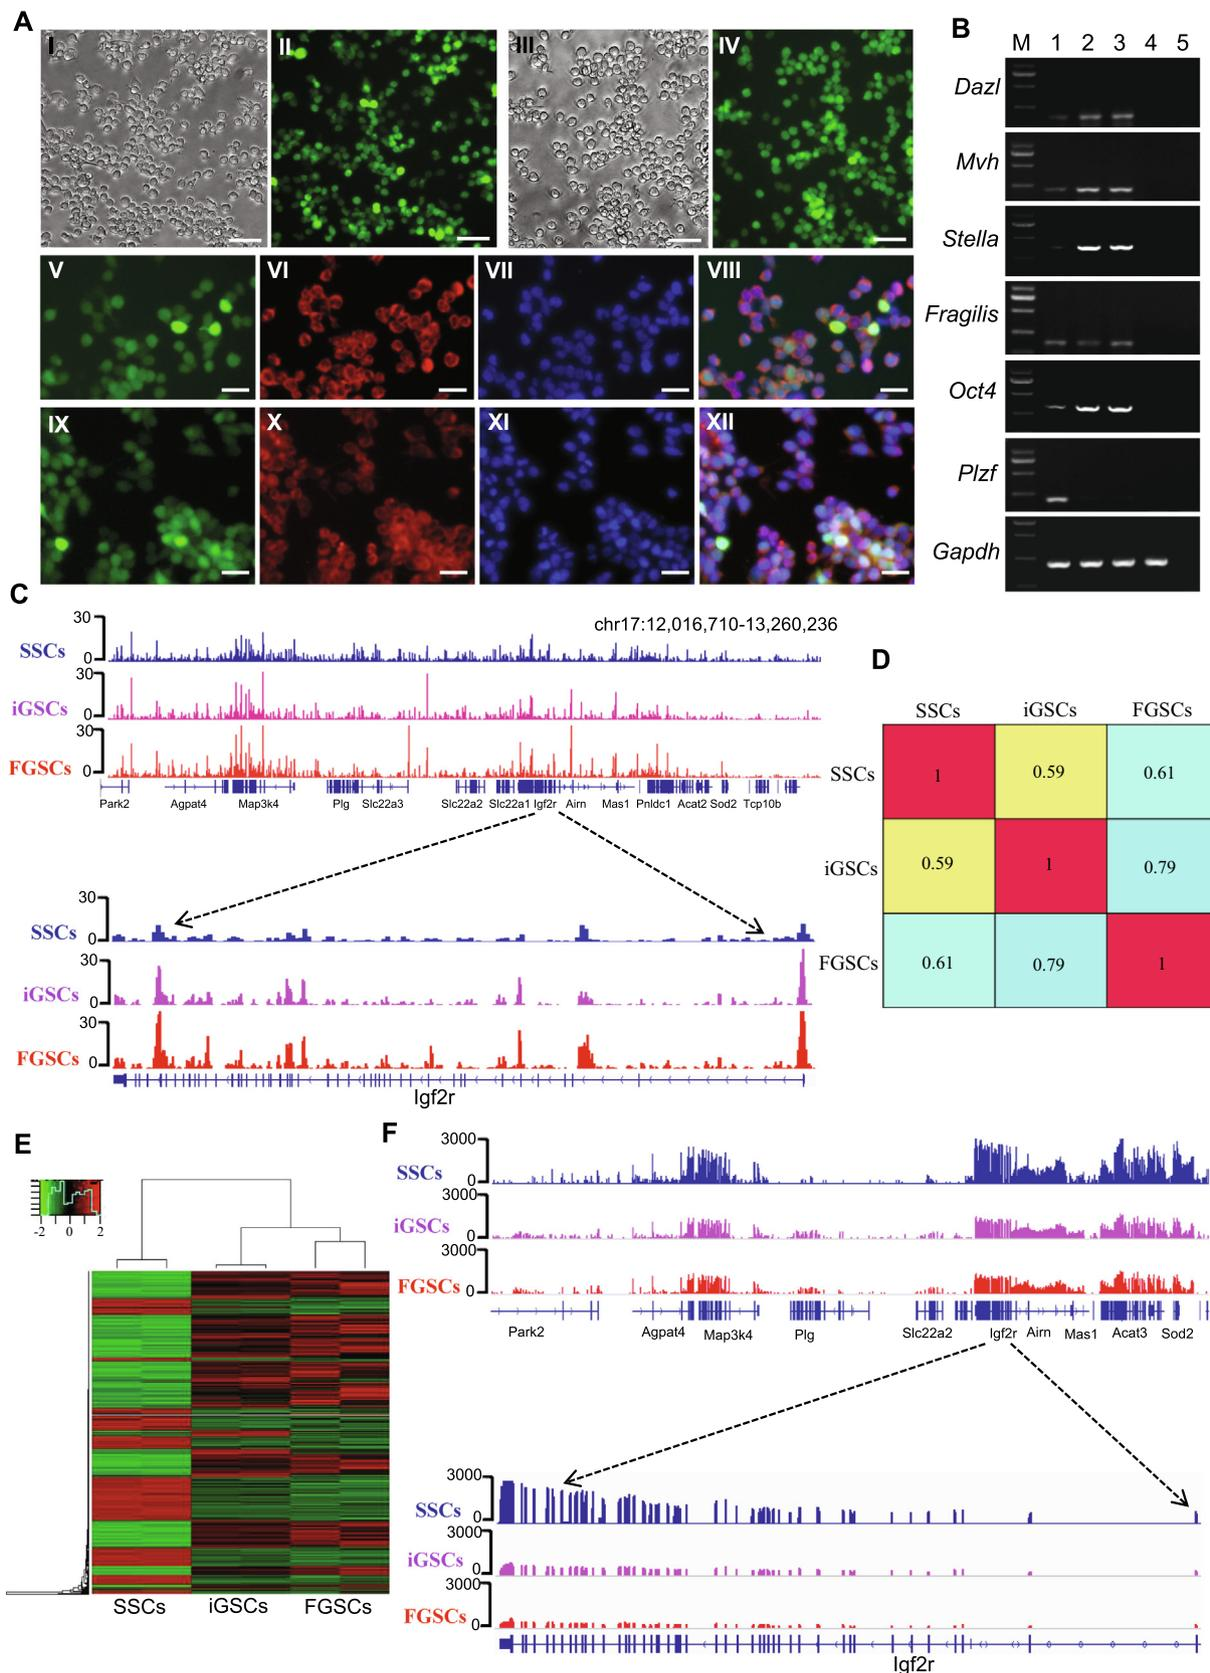 A
I
II
III
IV
V
VI
VII
VIII
IX
X
XI
XII
B
M 1 2 3 4 5
Dazl
Mvh
Stella
Fragilis
Oct4
Plzf
Gapdh
C
chr17:12,016,710-13,260,236
30
SSCs
0
30
iGSCs
0
30
FGSCs
0
Park2 Agpat4 Map3k4 Plg Slc22a3 Slc22a2 Slc22a1 Igf2r Airn Mas1 Pnldc1 Acat2 Sod2 Tcp10b
30
SSCs
0
30
iGSCs
0
30
FGSCs
0
Igf2r
D
SSCs iGSCs FGSCs
SSCs 1 0.59 0.61
iGSCs 0.59 1 0.79
FGSCs 0.61 0.79 1
E
-2 0 2
SSCs iGSCs FGSCs
F
3000
SSCs
0
3000
iGSCs
0
3000
FGSCs
0
Park2 Agpat4 Map3k4 Plg Slc22a2 Igf2r Airn Mas1 Acat3 Sod2
3000
SSCs
0
3000
iGSCs
0
3000
FGSCs
0
Igf2r